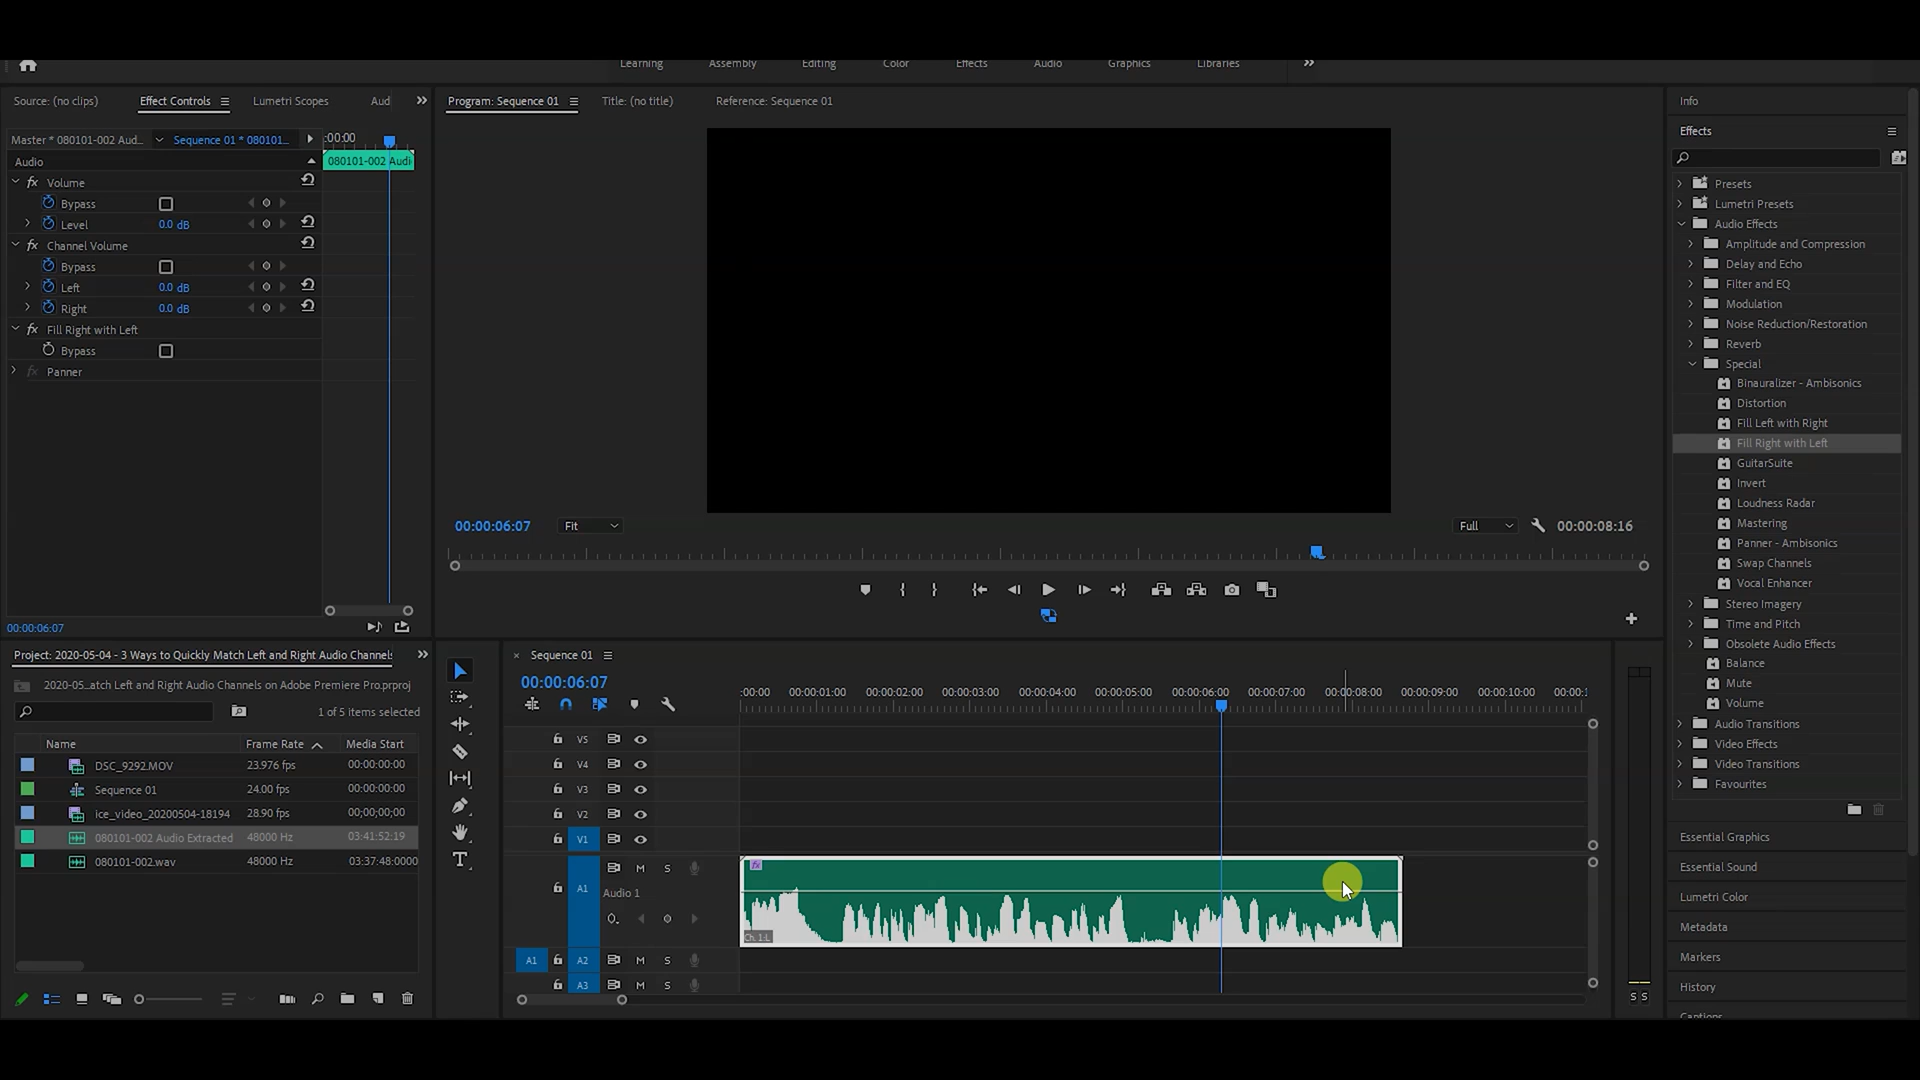 Learning Assembly Editing Color Effects Audio Graphics Libraries
Source: (no clips) Effect Controls Lumetri Scopes Aud
Program: Sequence 01 Title: (no title) Reference: Sequence 01
Master * 080101-002 Aud... Sequence 01 * 080101... :00:00
Audio 080101-002 Audi
fx Volume
Bypass
Level 0.0 dB
fx Channel Volume
Bypass
Left 0.0 dB
Right 0.0 dB
fx Fill Right with Left
Bypass
fx Panner
00:00:06:07
00:00:06:07 Fit Full 00:00:08:16
Info
Effects
Presets
Lumetri Presets
Audio Effects
Amplitude and Compression
Delay and Echo
Filter and EQ
Modulation
Noise Reduction/Restoration
Reverb
Special
Binauralizer - Ambisonics
Distortion
Fill Left with Right
Fill Right with Left
GuitarSuite
Invert
Loudness Radar
Mastering
Panner - Ambisonics
Swap Channels
Vocal Enhancer
Stereo Imagery
Time and Pitch
Obsolete Audio Effects
Balance
Mute
Volume
Audio Transitions
Video Effects
Video Transitions
Favourites
Essential Graphics
Essential Sound
Lumetri Color
Metadata
Markers
History
Captions
Project: 2020-05-04 - 3 Ways to Quickly Match Left and Right Audio Channels
2020-05...atch Left and Right Audio Channels on Adobe Premiere Pro.prproj
1 of 5 items selected
Name Frame Rate Media Start
DSC_9292.MOV 23.976 fps 00:00:00:00
Sequence 01 24.00 fps 00:00:00:00
ice_video_20200504-18194 28.90 fps 00;00;00;00
080101-002 Audio Extracted 48000 Hz 03:41:52:19
080101-002.wav 48000 Hz 03:37:48:0000
T
Sequence 01
00:00:06:07
:00:00 00:00:01:00 00:00:02:00 00:00:03:00 00:00:04:00 00:00:05:00 00:00:06:00 00:00:07:00 00:00:08:00 00:00:09:00 00:00:10:00 00:00:1
V5
V4
V3
V2
V1
A1 M S
Audio 1
fx
Ch. 1:L
A1 A2 M S
A3 M S
S S